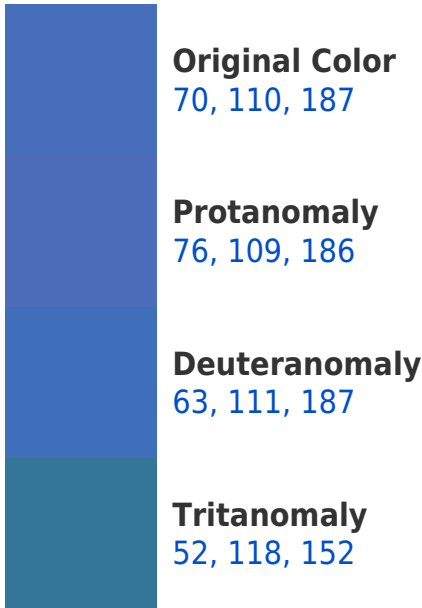 Original Color
70, 110, 187
Protanomaly
76, 109, 186
Deuteranomaly
63, 111, 187
Tritanomaly
52, 118, 152